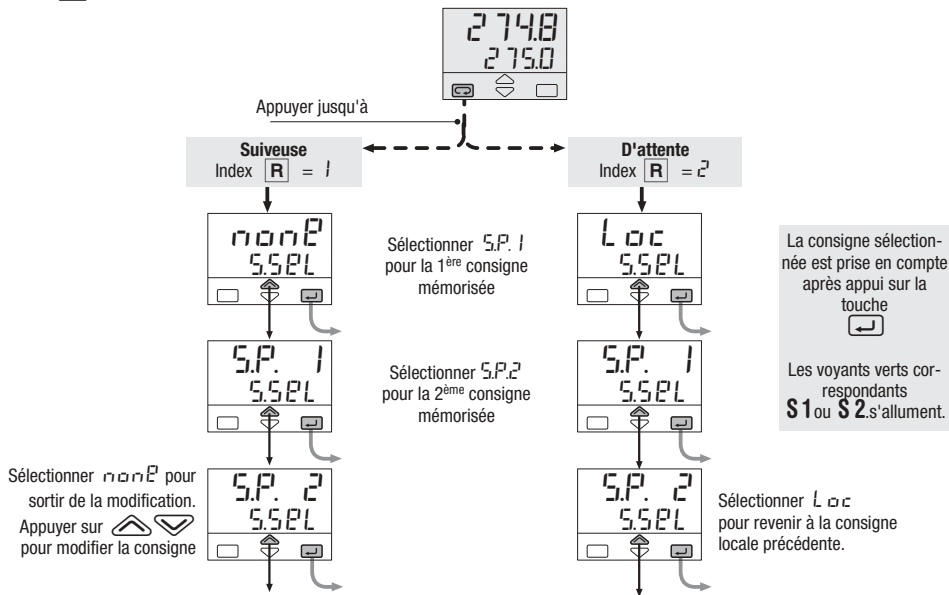 274.8
275.0
Appuyer jusqu'à
Suiveuse
Index R = 1
D'attente
Index R = 2
nonE
S.SEL
Sélectionner S.P. 1
pour la 1ère consigne
mémorisée
Loc
S.SEL
La consigne sélection-
née est prise en compte
après appui sur la
touche
Les voyants verts cor-
respondants
S1 ou S2.s'allument.
S.P. 1
S.SEL
Sélectionner S.P.2
pour la 2ème consigne
mémorisée
S.P. 1
S.SEL
Sélectionner nonE pour
sortir de la modification.
Appuyer sur
pour modifier la consigne
S.P. 2
S.SEL
S.P. 2
S.SEL
Sélectionner Loc
pour revenir à la consigne
locale précédente.